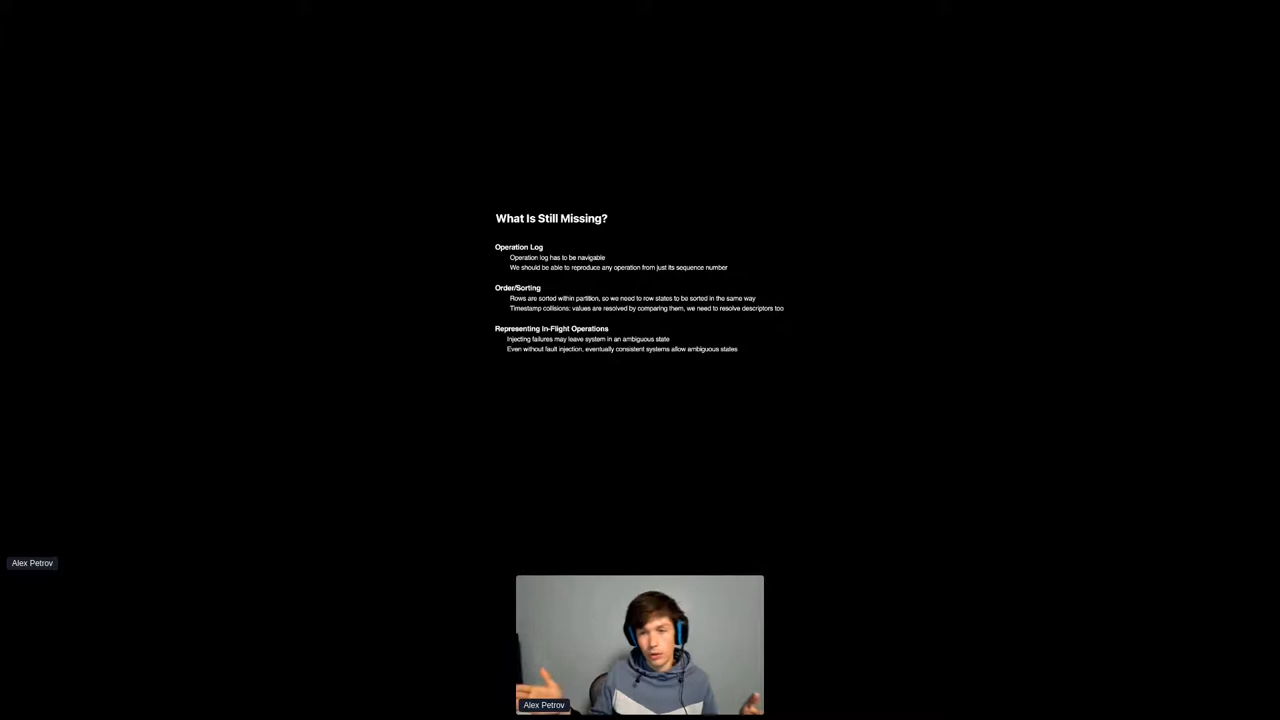 What Is Still Missing?
Operation Log
Operation log has to be navigable
We should be able to reproduce any operation from just its sequence number
Order/Sorting
Rows are sorted within partition, so we need to row states to be sorted in the same way
Timestamp collisions: values are resolved by comparing them, we need to resolve descriptors too
Representing In-Flight Operations
Injecting failures may leave system in an ambiguous state
Even without fault injection, eventually consistent systems allow ambiguous states
Alex Petrov
Alex Petrov